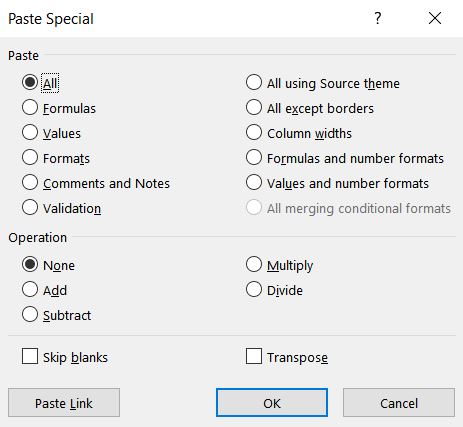 Paste Special ?
Paste
All
All using Source theme
Formulas
All except borders
Values
Column widths
Formats
Formulas and number formats
Comments and Notes
Values and number formats
Validation
All merging conditional formats
Operation
None
Multiply
Add
Divide
Subtract
Skip blanks
Transpose
Paste Link
OK
Cancel